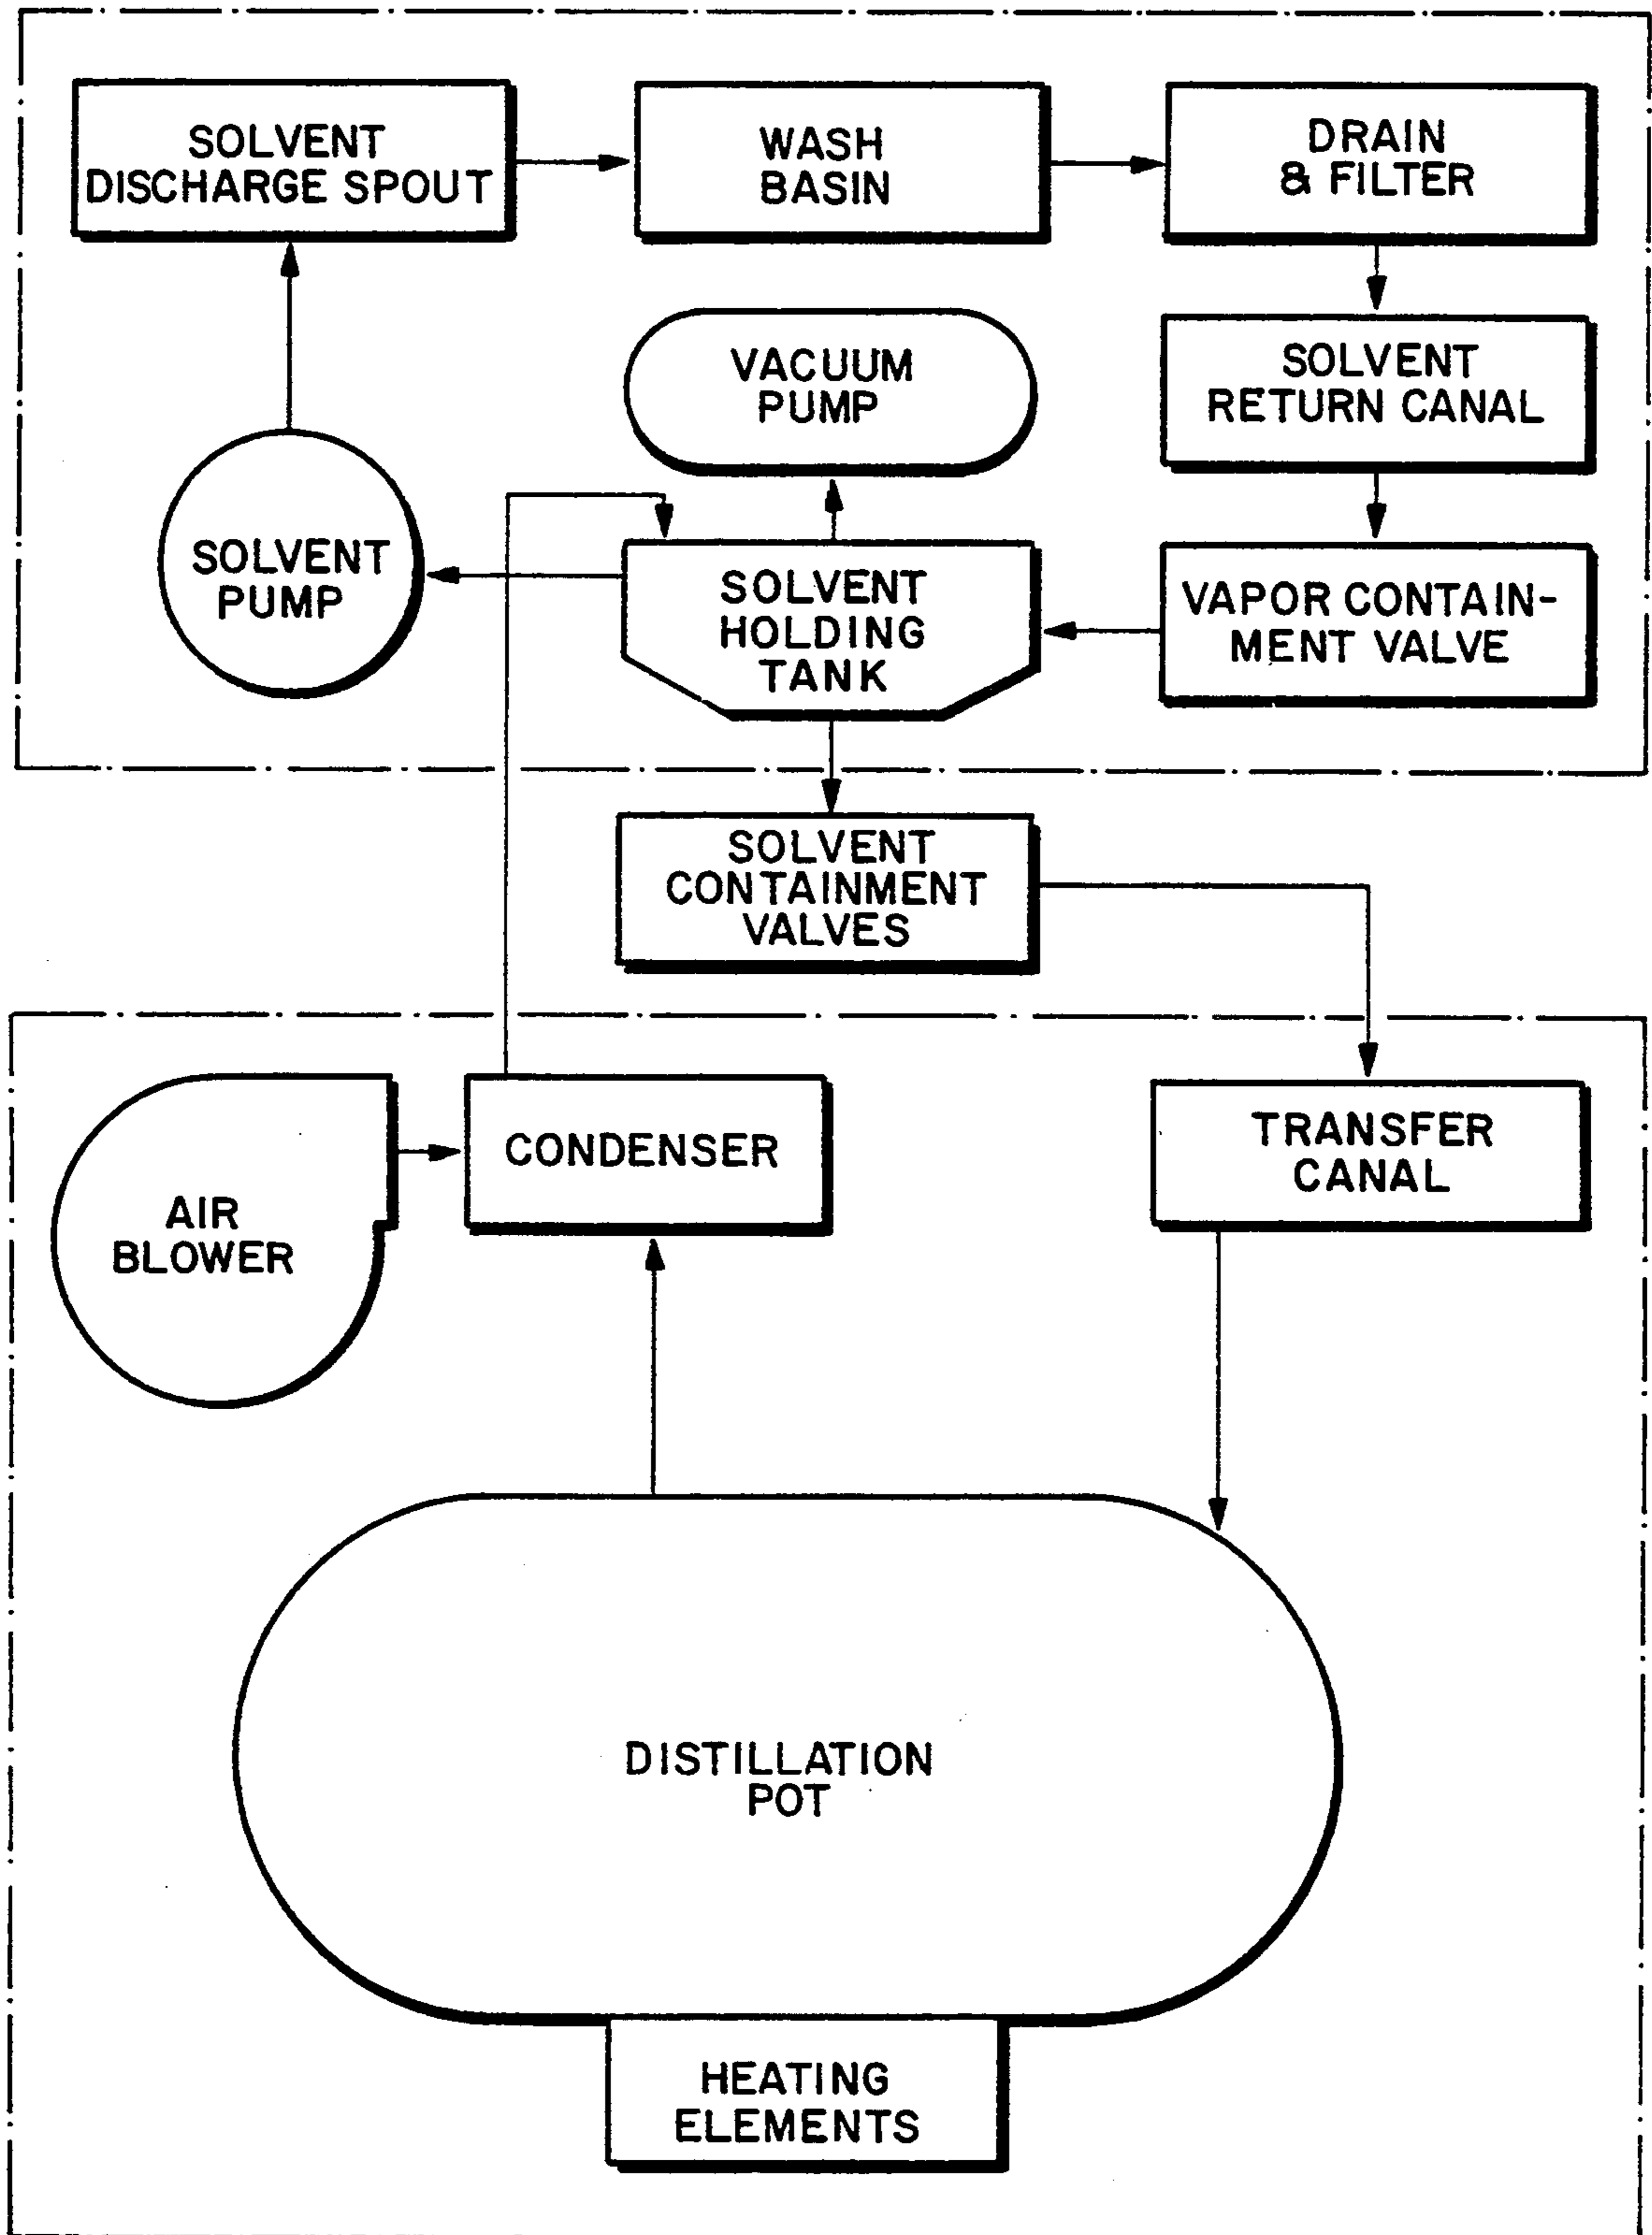 SOLVENT
DISCHARGE SPOUT
WASH
BASIN
DRAIN
& FILTER
VACUUM
PUMP
SOLVENT
RETURN CANAL
SOLVENT
PUMP
SOLVENT
HOLDING
TANK
VAPOR CONTAIN-
MENT VALVE
SOLVENT
CONTAINMENT
VALVES
AIR
BLOWER
CONDENSER
TRANSFER
CANAL
DISTILLATION
POT
HEATING
ELEMENTS